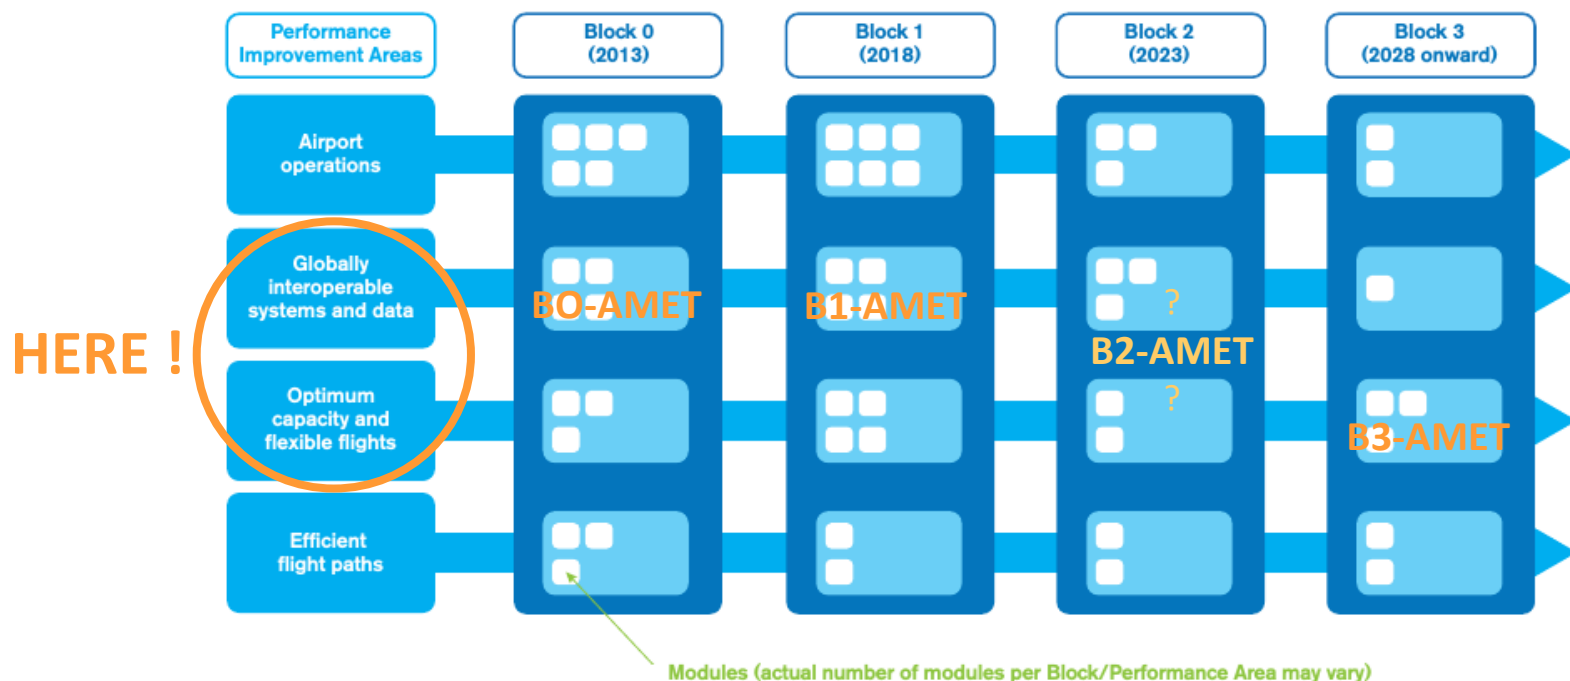 Performance
Improvement Areas
Block 0
(2013)
Block 1
(2018)
Block 2
(2023)
Block 3
(2028 onward)
Airport
operations
Globally
interoperable
systems and data
B0-AMET
B1-AMET
?
HERE !
B2-AMET
Optimum
capacity and
flexible flights
?
B3-AMET
Efficient
flight paths
Modules (actual number of modules per Block/Performance Area may vary)